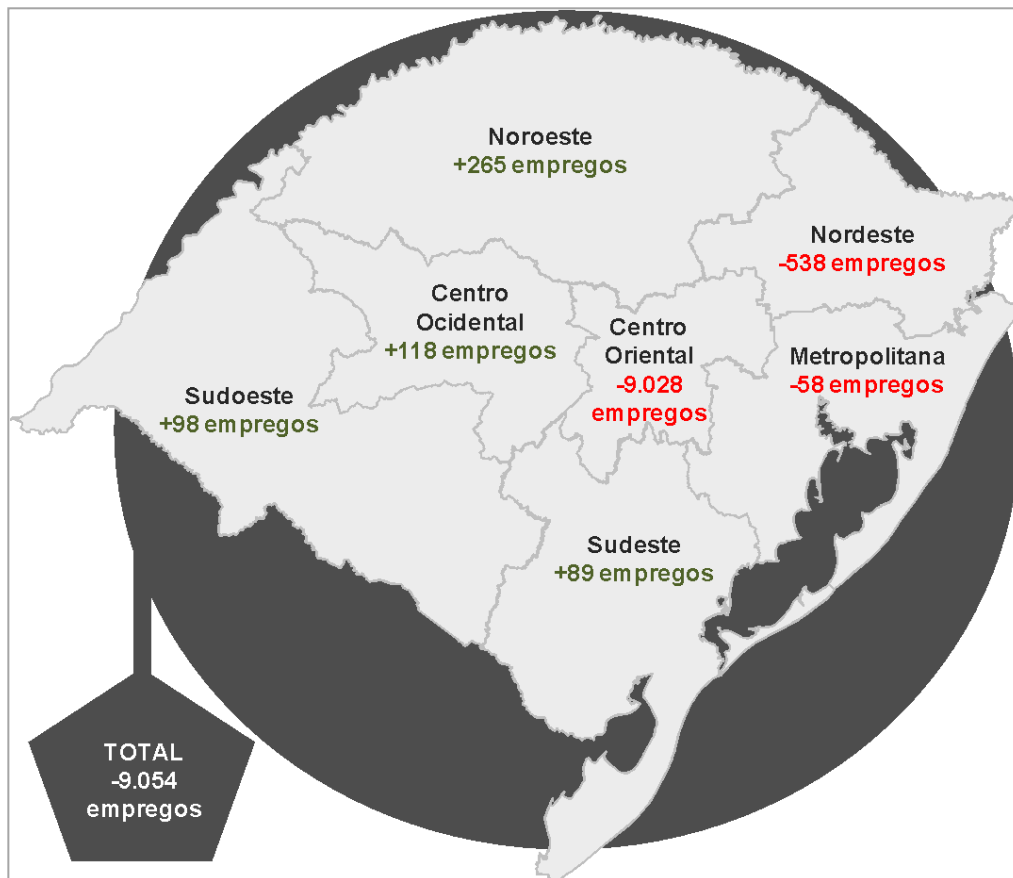 Noroeste
+265 empregos
Nordeste
-538 empregos
Centro
Ocidental
+118 empregos
Centro
Oriental
-9.028
empregos
Metropolitana
-58 empregos
Sudoeste
+98 empregos
Sudeste
+89 empregos
TOTAL
-9.054
empregos